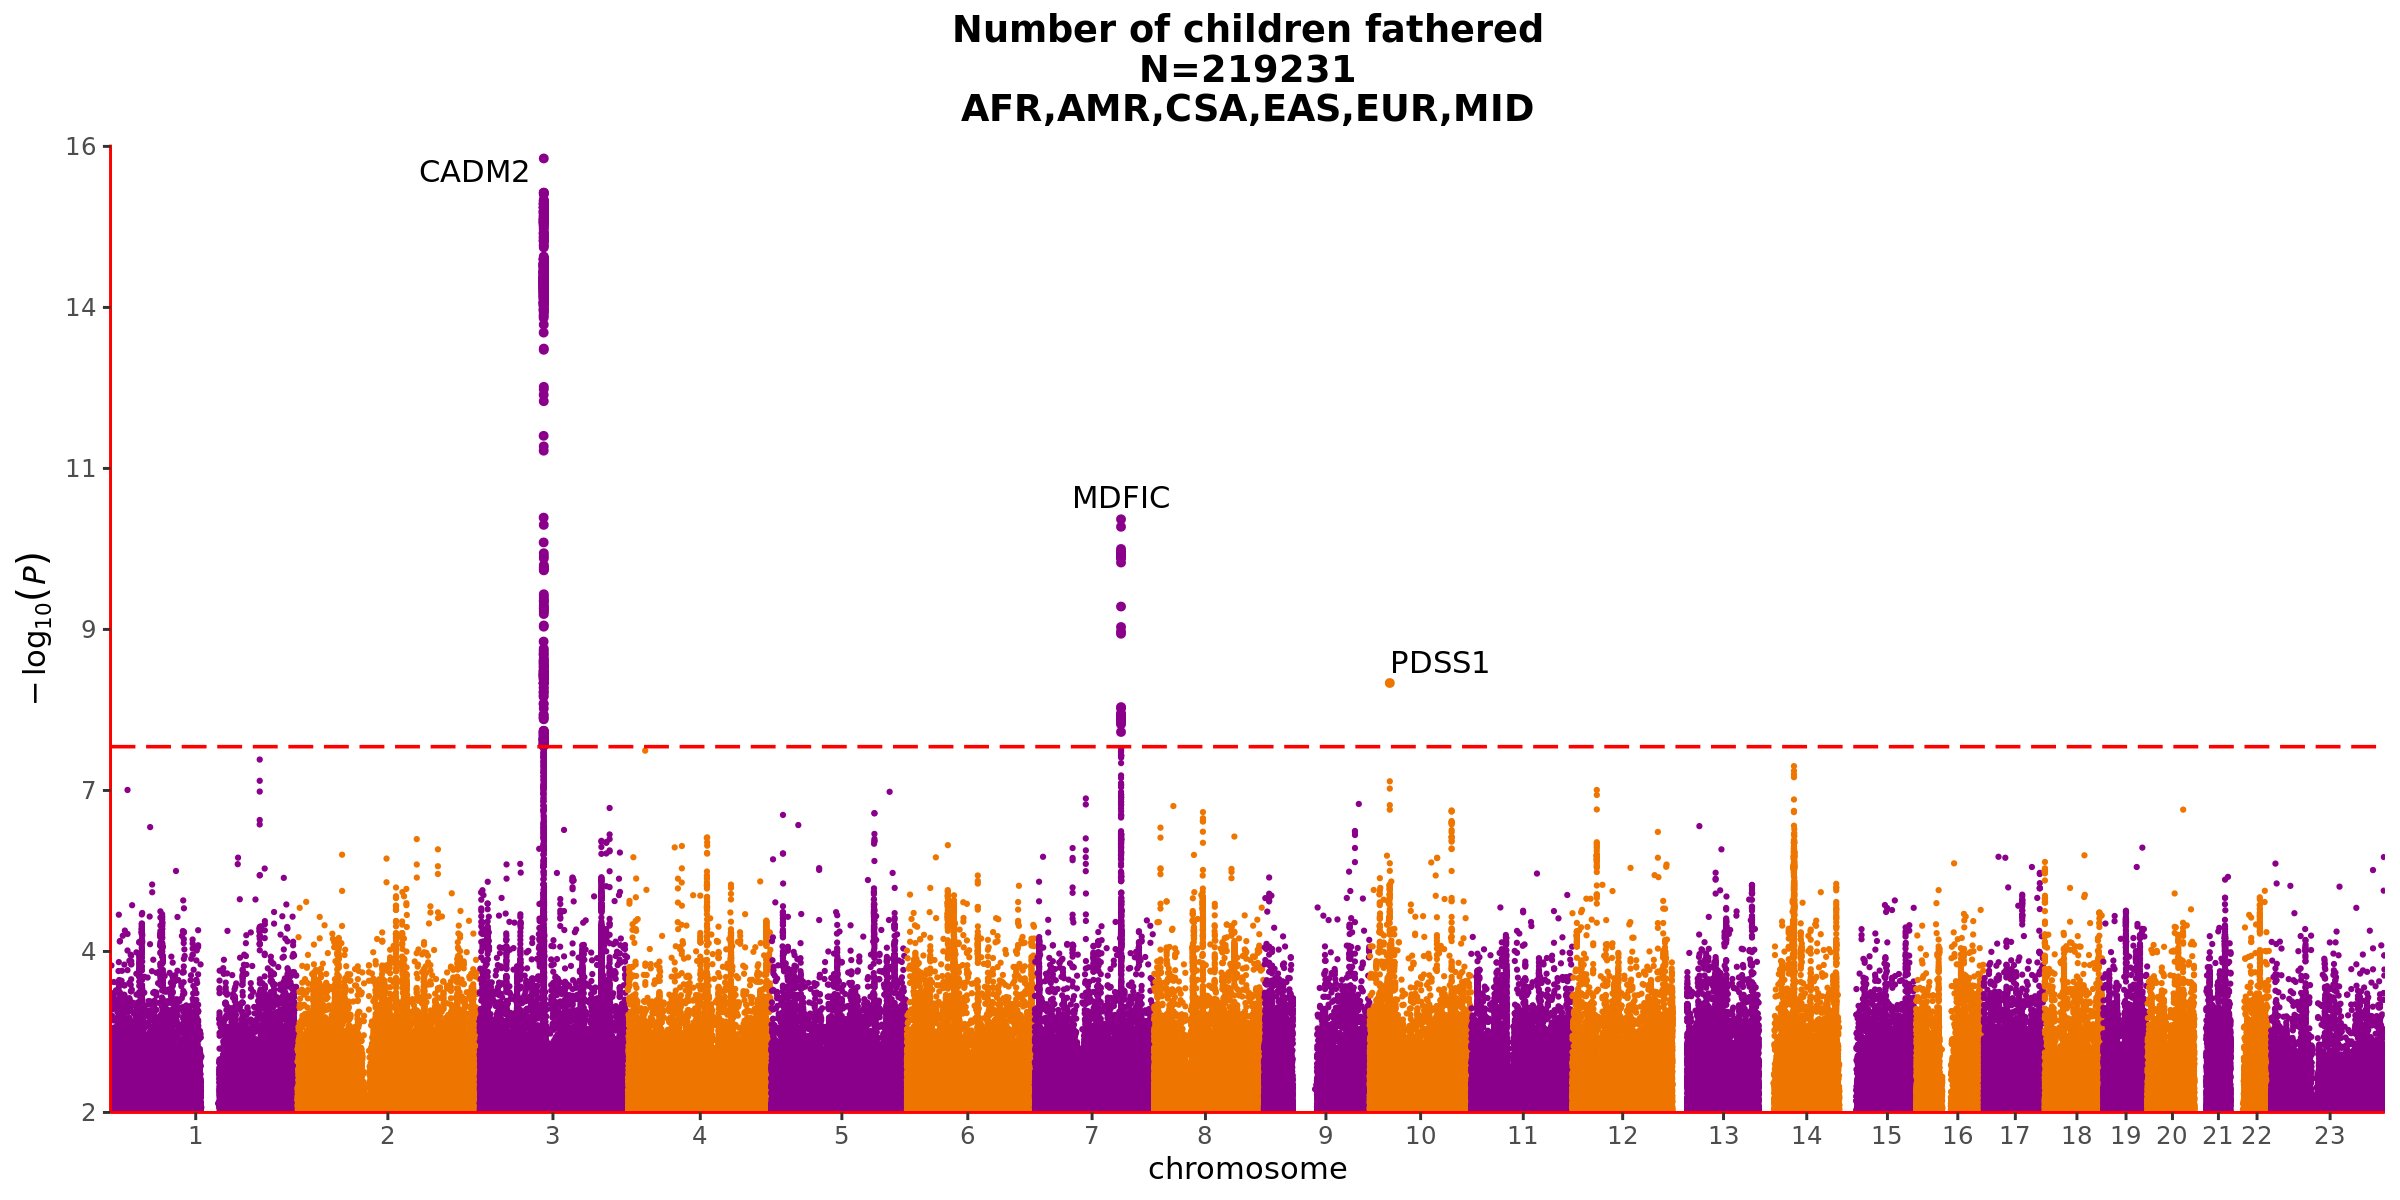 Number of children fathered
N=219231
AFR,AMR,CSA,EAS,EUR,MID
16
14
11
9
7
4
2
−log10(P)
CADM2
MDFIC
PDSS1
1 2 3 4 5 6 7 8 9 10 11 12 13 14 15 16 17 18 19 20 21 22 23
chromosome